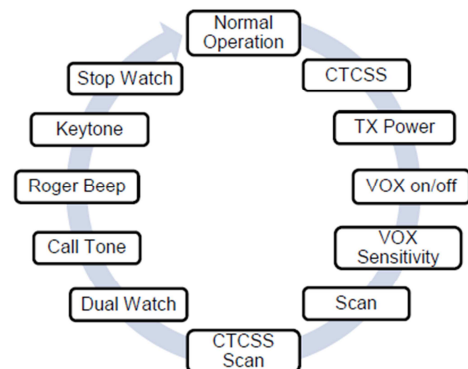 Normal
Operation
CTCSS
TX Power
VOX on/off
VOX
Sensitivity
Scan
CTCSS
Scan
Dual Watch
Call Tone
Roger Beep
Keytone
Stop Watch